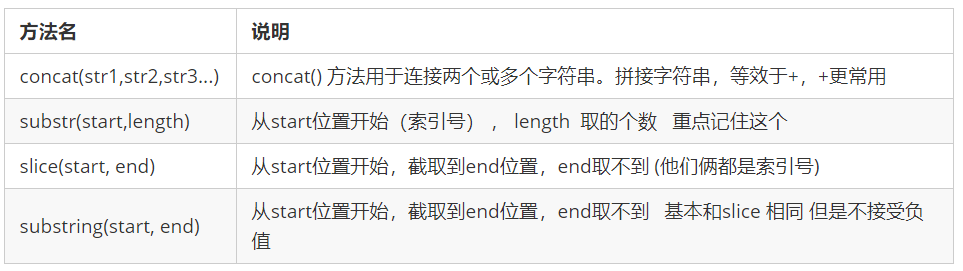 方法名 说明
concat(str1,str2,str3...) concat() 方法用于连接两个或多个字符串。拼接字符串，等效于+，+更常用
substr(start,length) 从start位置开始（索引号） ， length 取的个数 重点记住这个
slice(start, end) 从start位置开始，截取到end位置，end取不到 (他们俩都是索引号)
substring(start, end) 从start位置开始，截取到end位置，end取不到 基本和slice 相同 但是不接受负
值